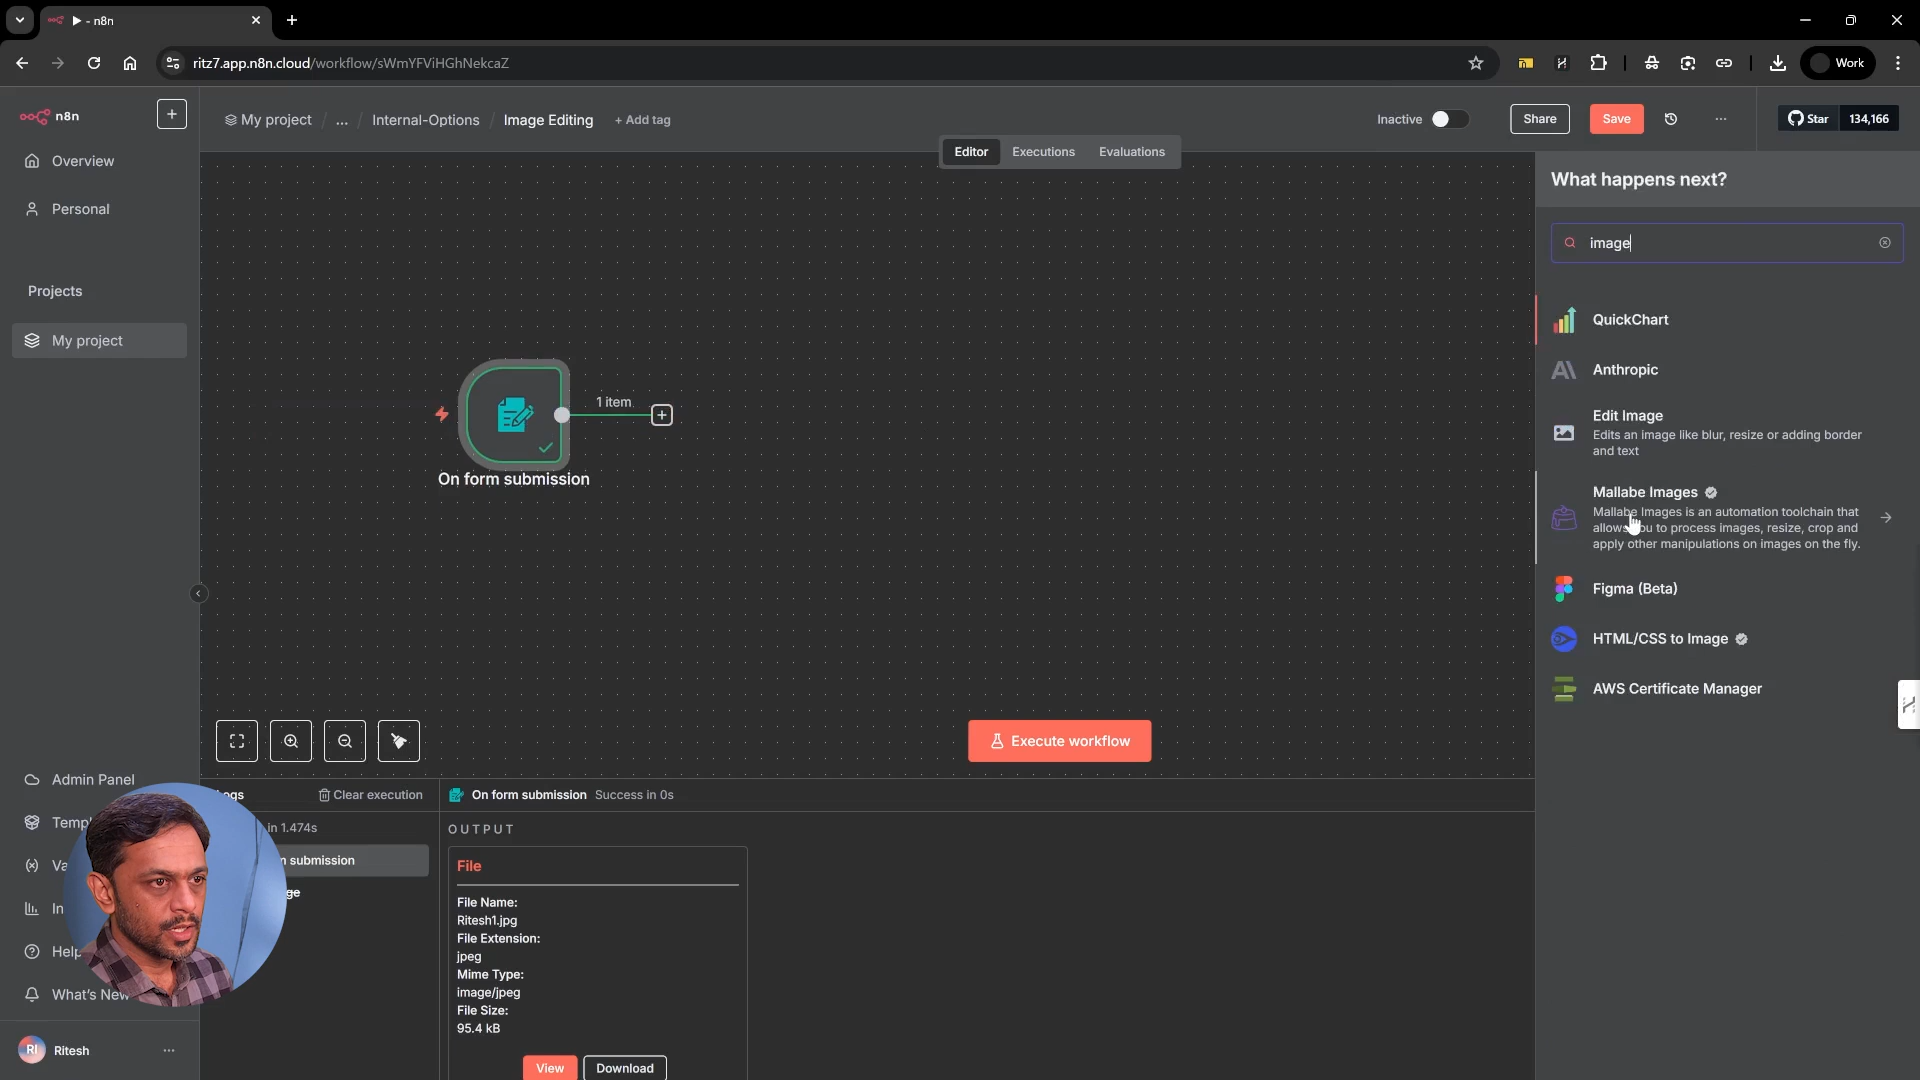 - n8n
ritz7.app.n8n.cloud/workflow/sWmYFViHGhNekcaZ
Work
n8n
My project / ... / Internal-Options / Image Editing + Add tag
Inactive
Share
Save
Star 134,166
Editor Executions Evaluations
Overview
Personal
Projects
My project
What happens next?
image
QuickChart
Anthropic
Edit Image
Edits an image like blur, resize or adding border
and text
Mallabe Images
Mallabe Images is an automation toolchain that
allows you to process images, resize, crop and
apply other manipulations on images on the fly.
Figma (Beta)
HTML/CSS to Image
AWS Certificate Manager
1 item
On form submission
Execute workflow
Admin Panel
Help
What's New
RI Ritesh
Clear execution
in 1.474s
submission
On form submission Success in 0s
OUTPUT
File
File Name:
Ritesh1.jpg
File Extension:
jpeg
Mime Type:
image/jpeg
File Size:
95.4 kB
View Download